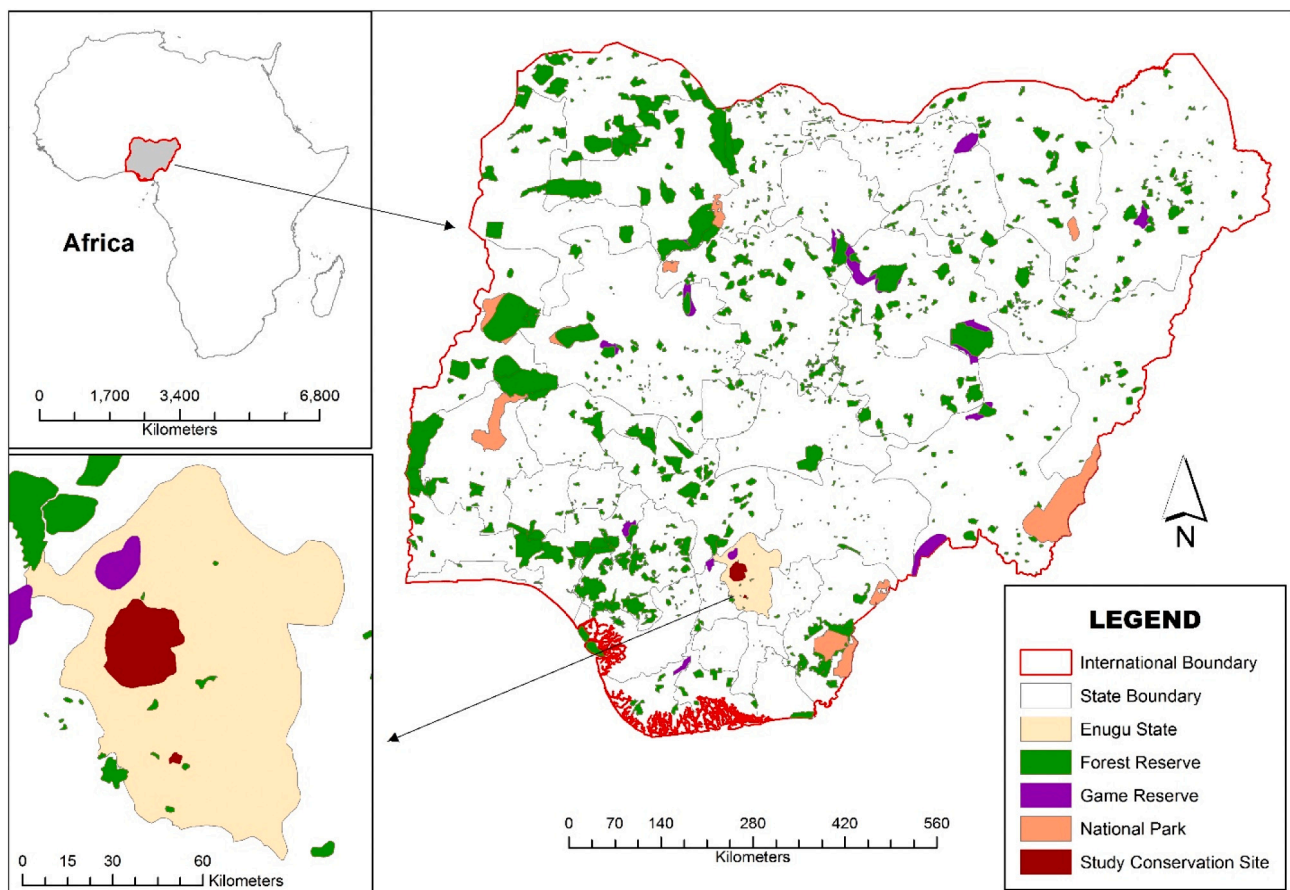 Africa
0 1,700 3,400 6,800
Kilometers
0 15 30 60
Kilometers
N
0 70 140 280 420 560
Kilometers
LEGEND
International Boundary
State Boundary
Enugu State
Forest Reserve
Game Reserve
National Park
Study Conservation Site